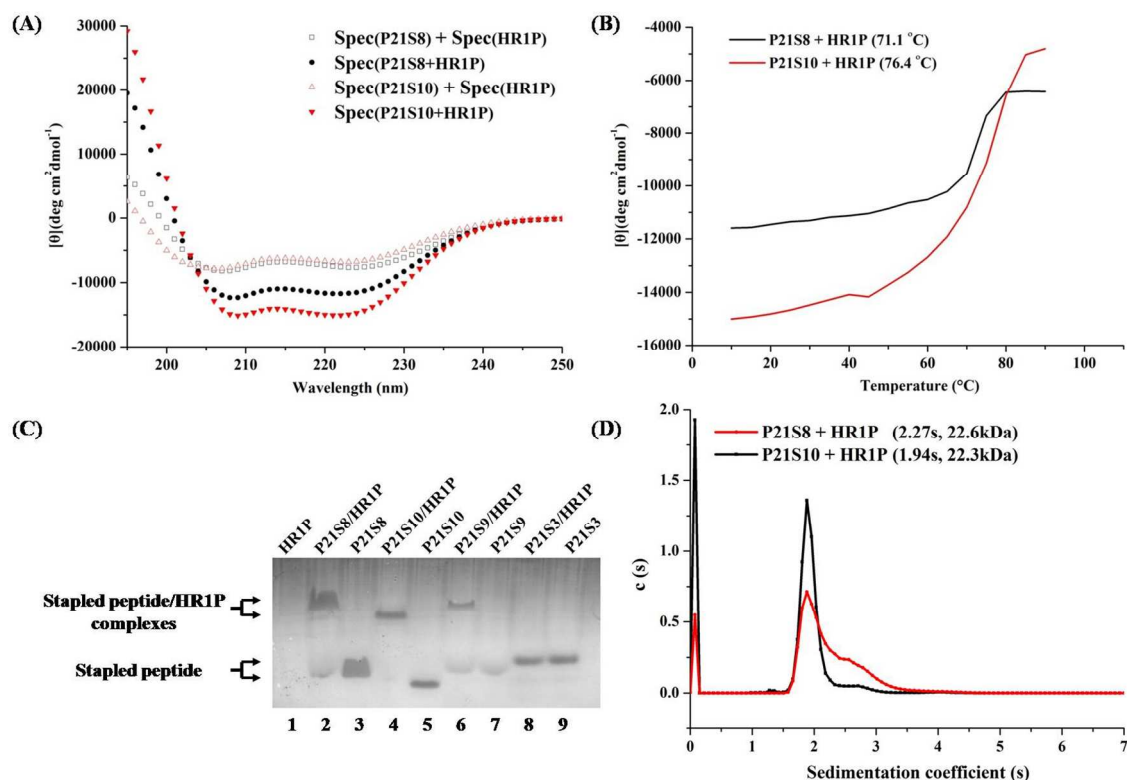 (A)
30000
20000
10000
0
-10000
-20000
[θ](deg cm²dmol⁻¹)
200 210 220 230 240 250
Wavelength (nm)
Spec(P21S8) + Spec(HR1P)
Spec(P21S8+HR1P)
Spec(P21S10) + Spec(HR1P)
Spec(P21S10+HR1P)
(B)
-4000
-6000
-8000
-10000
-12000
-14000
-16000
[θ](deg cm²dmol⁻¹)
0 20 40 60 80 100
Temperature (°C)
P21S8 + HR1P (71.1 °C)
P21S10 + HR1P (76.4 °C)
(C)
HR1P
P21S8/HR1P
P21S8
P21S10/HR1P
P21S10
P21S9/HR1P
P21S9
P21S3/HR1P
P21S3
Stapled peptide/HR1P
complexes
Stapled peptide
1 2 3 4 5 6 7 8 9
(D)
2.0
1.5
1.0
0.5
0.0
c (s)
0 1 2 3 4 5 6 7
Sedimentation coefficient (s)
P21S8 + HR1P (2.27s, 22.6kDa)
P21S10 + HR1P (1.94s, 22.3kDa)